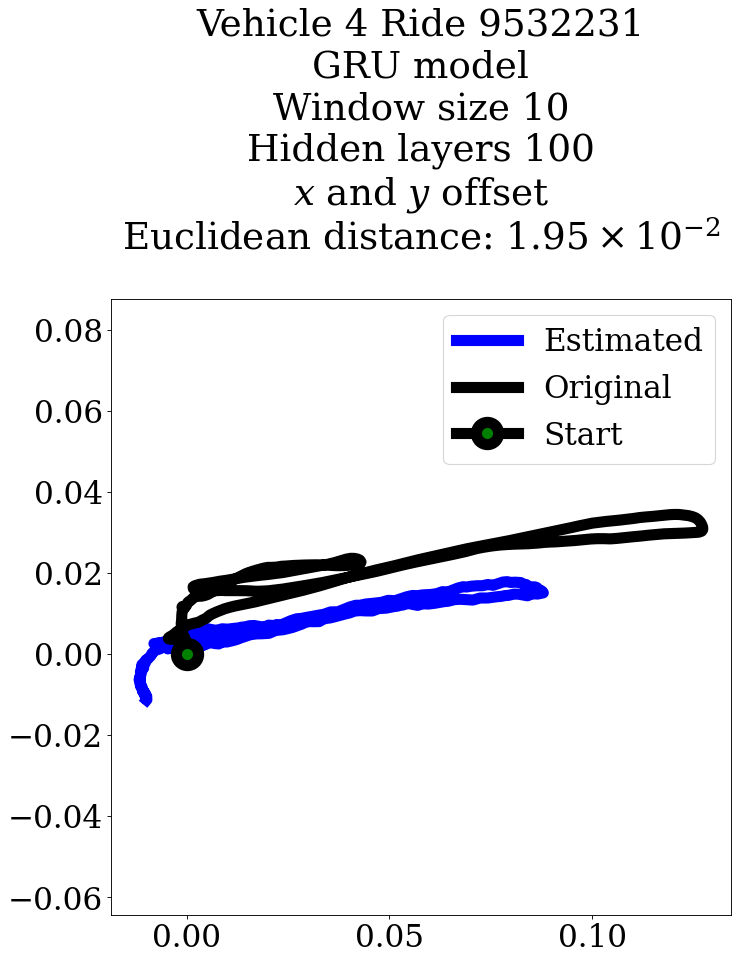 Vehicle 4 Ride 9532231
GRU model
Window size 10
Hidden layers 100
x and y offset
Euclidean distance: 1.95 × 10⁻²
Estimated
Original
Start
0.08
0.06
0.04
0.02
0.00
−0.02
−0.04
−0.06
0.00 0.05 0.10